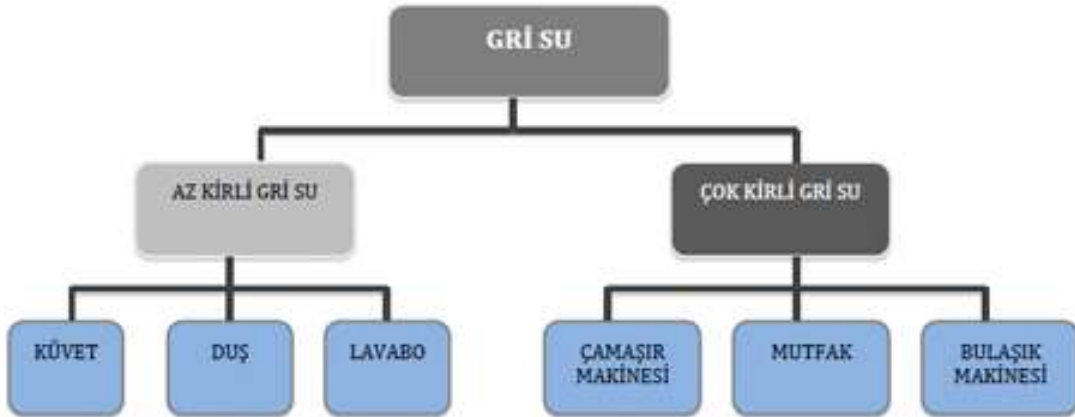 GRİ SU
AZ KİRLİ GRİ SU
ÇOK KİRLİ GRİ SU
KÜVET
DUŞ
LAVABO
ÇAMAŞIR
MAKİNESİ
MUTFAK
BULAŞIK
MAKİNESİ